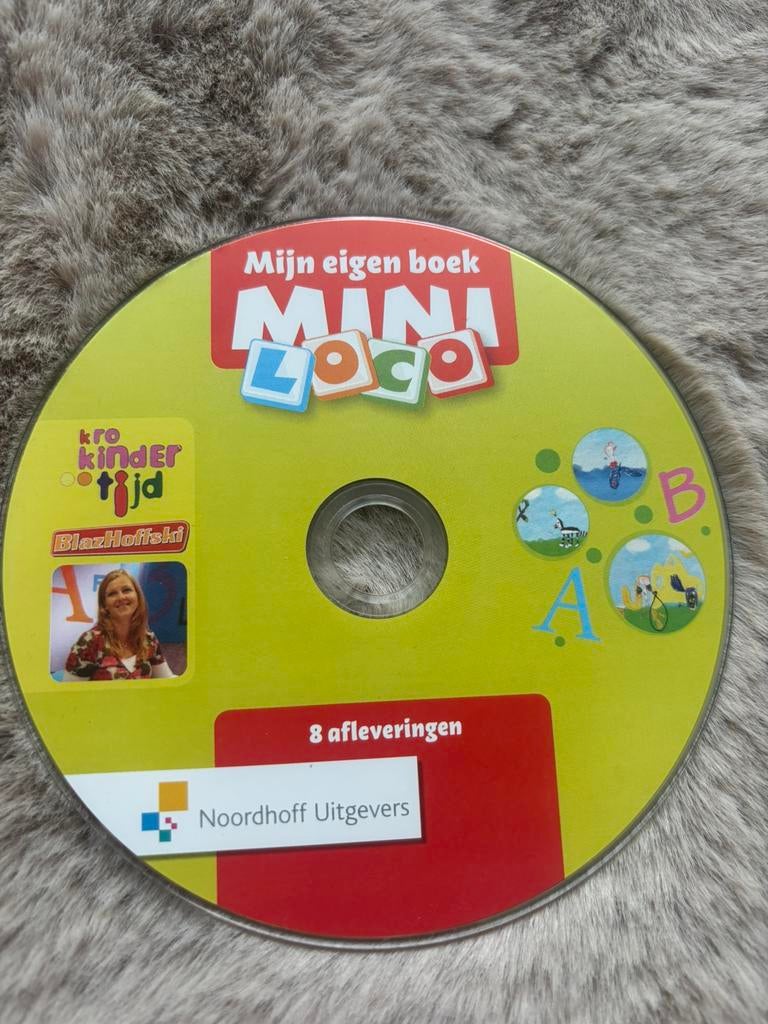 Mijn eigen boek
MINI
LOCO
kro
kinder
tijd
BlazHoffski
B
A
8 afleveringen
Noordhoff Uitgevers